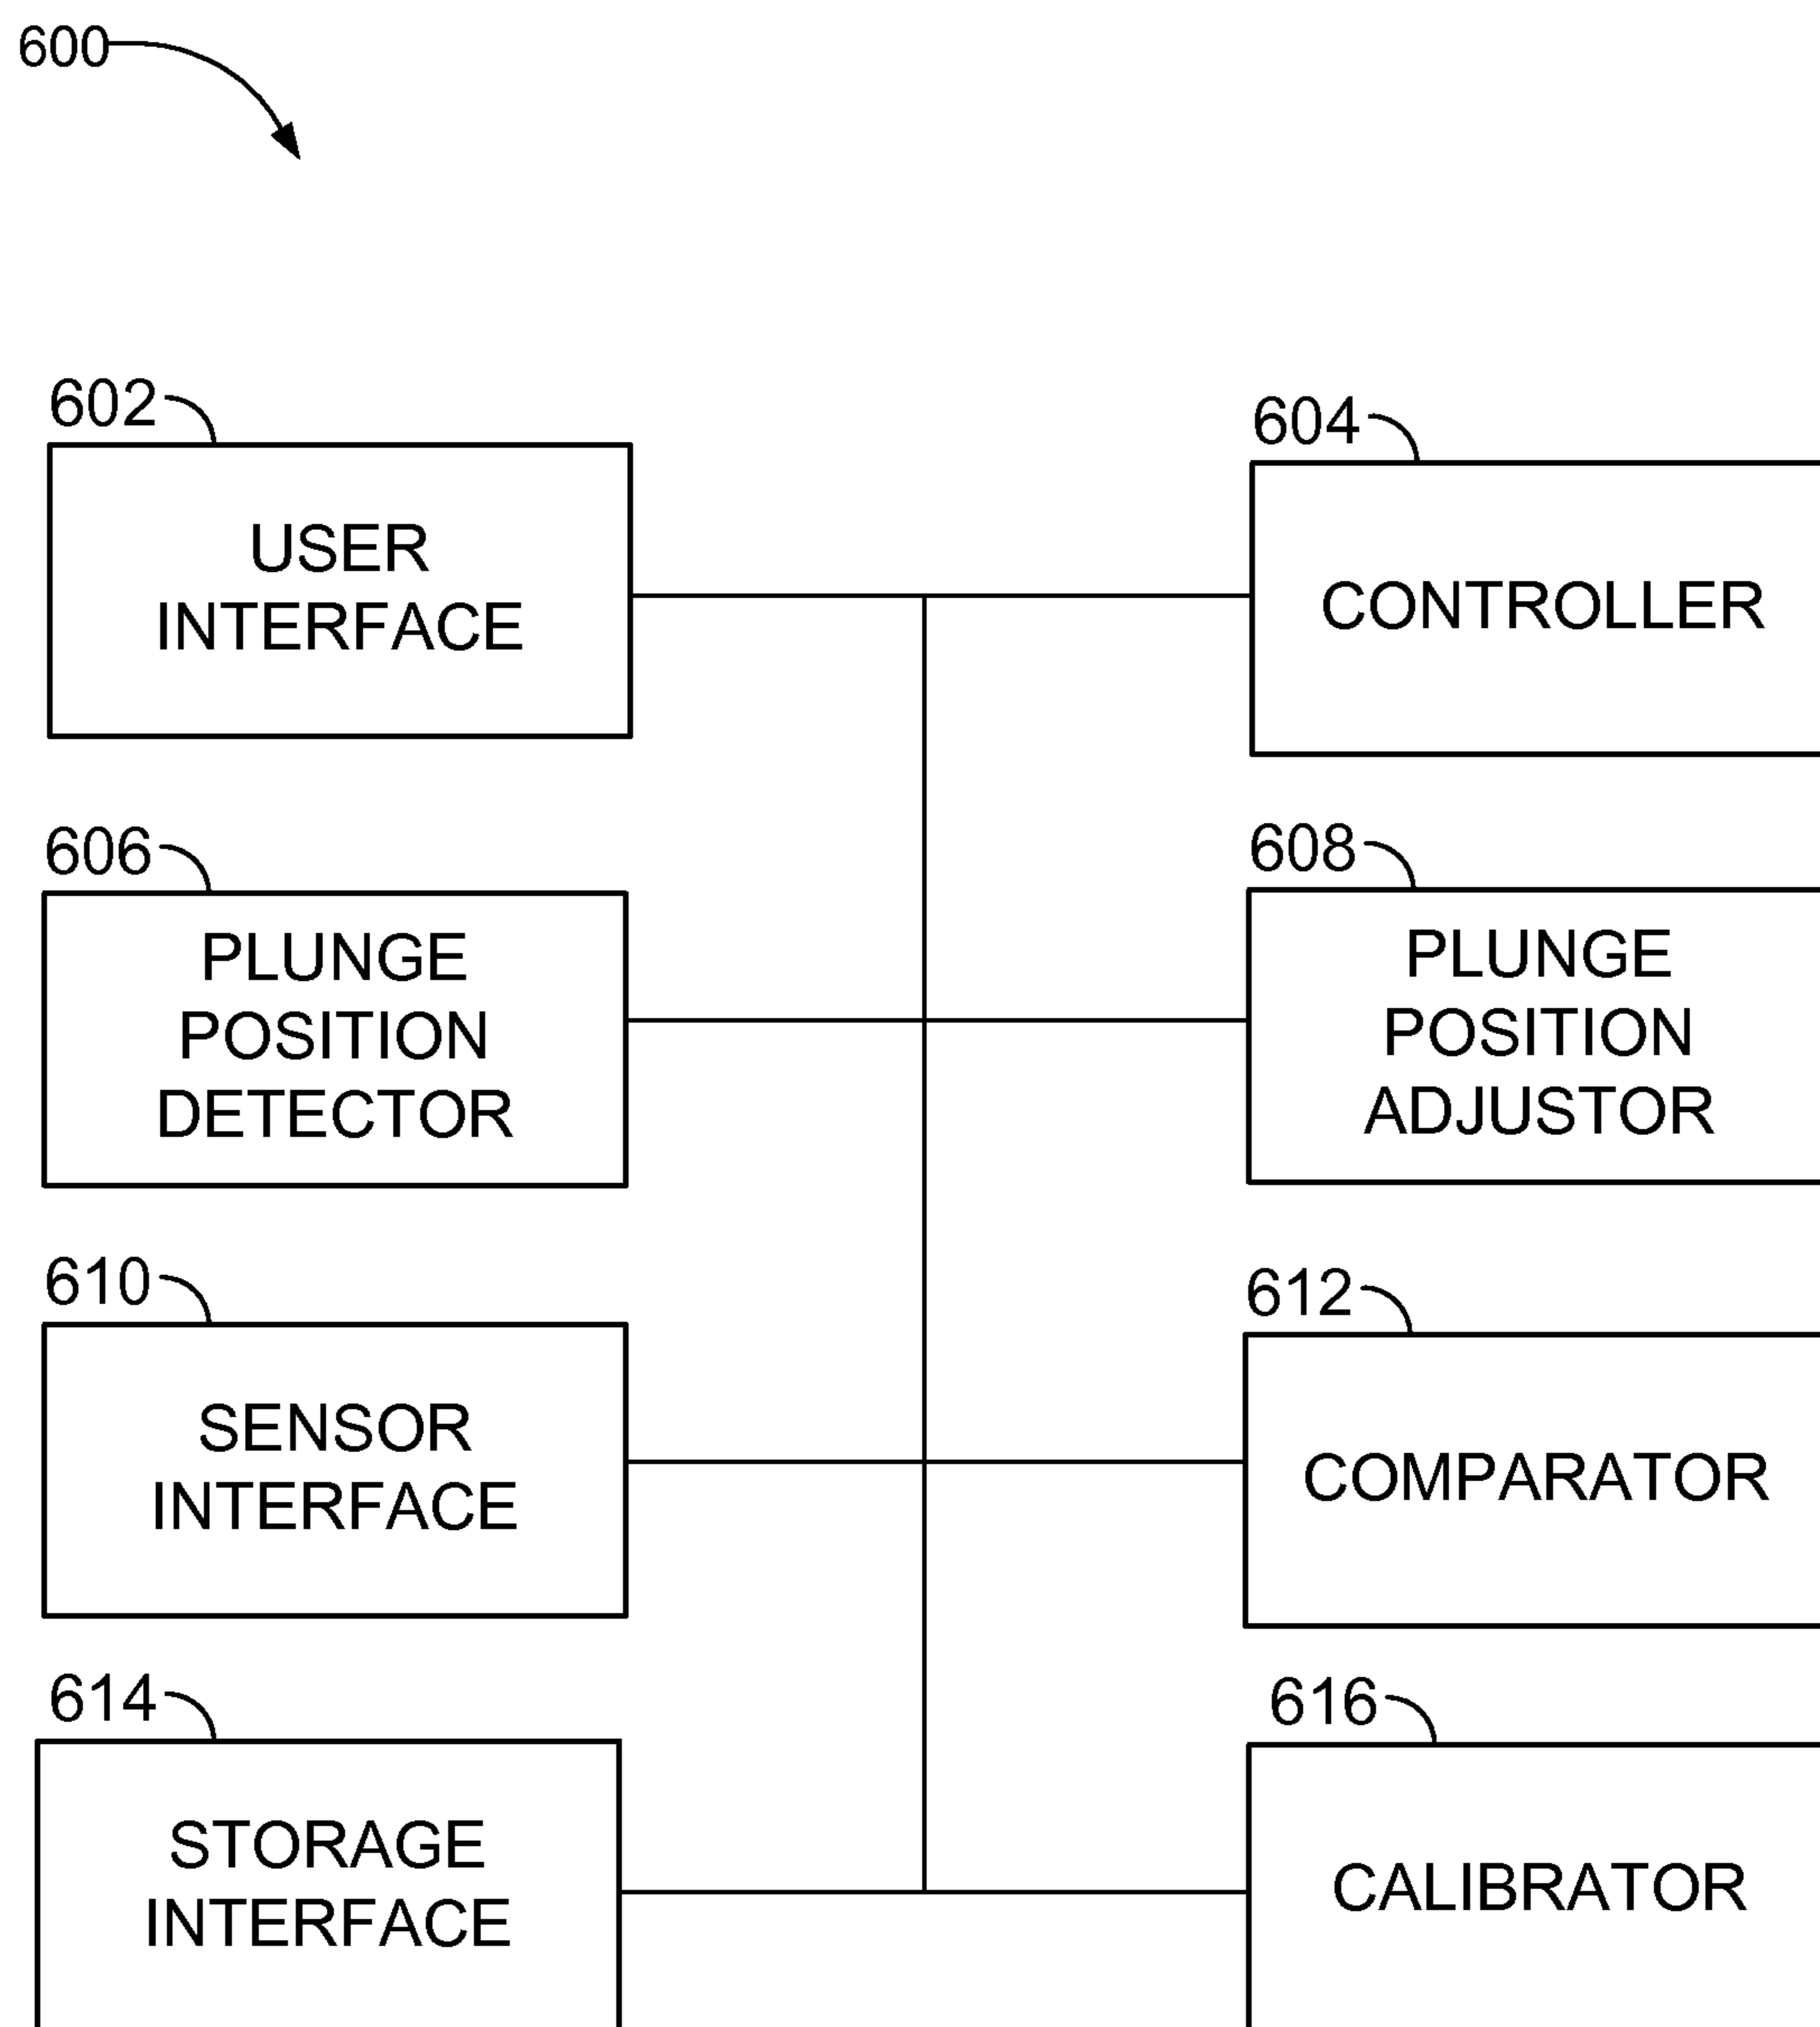 600
602
USER
INTERFACE
604
CONTROLLER
606
PLUNGE
POSITION
DETECTOR
608
PLUNGE
POSITION
ADJUSTOR
610
SENSOR
INTERFACE
612
COMPARATOR
614
STORAGE
INTERFACE
616
CALIBRATOR